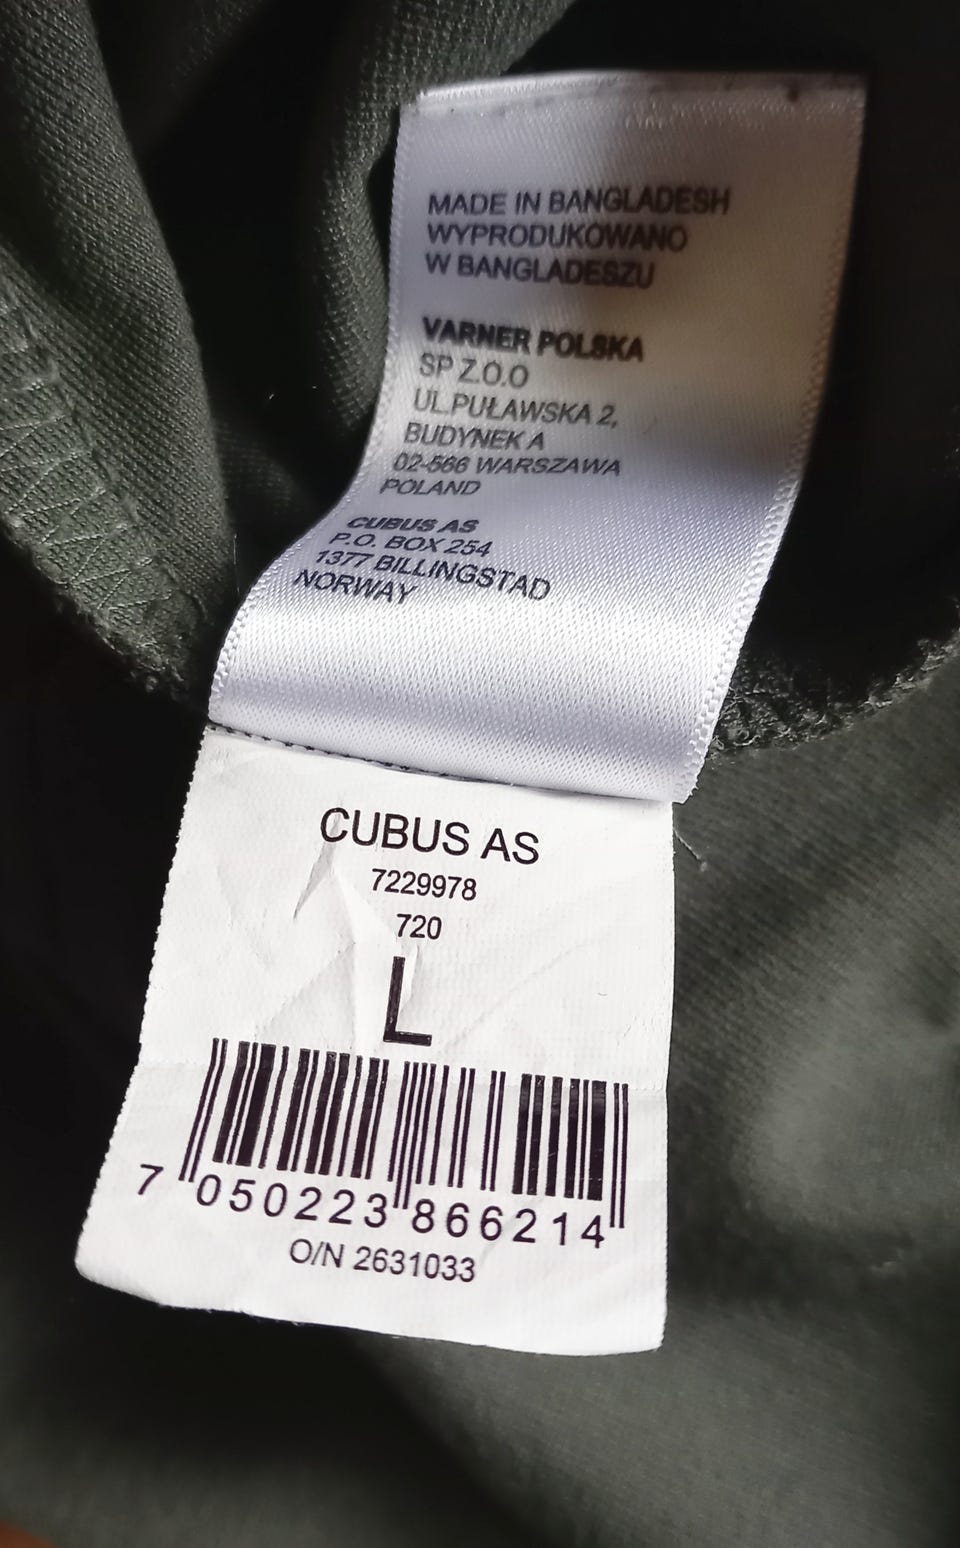 MADE IN BANGLADESH
WYPRODUKOWANO
W BANGLADESZU
VARNER POLSKA
SP Z.O.O
UL.PUŁAWSKA 2,
BUDYNEK A
02-566 WARSZAWA
POLAND
CUBUS AS
P.O. BOX 254
1377 BILLINGSTAD
NORWAY
CUBUS AS
7229978
720
L
7 050223 866214
O/N 2631033